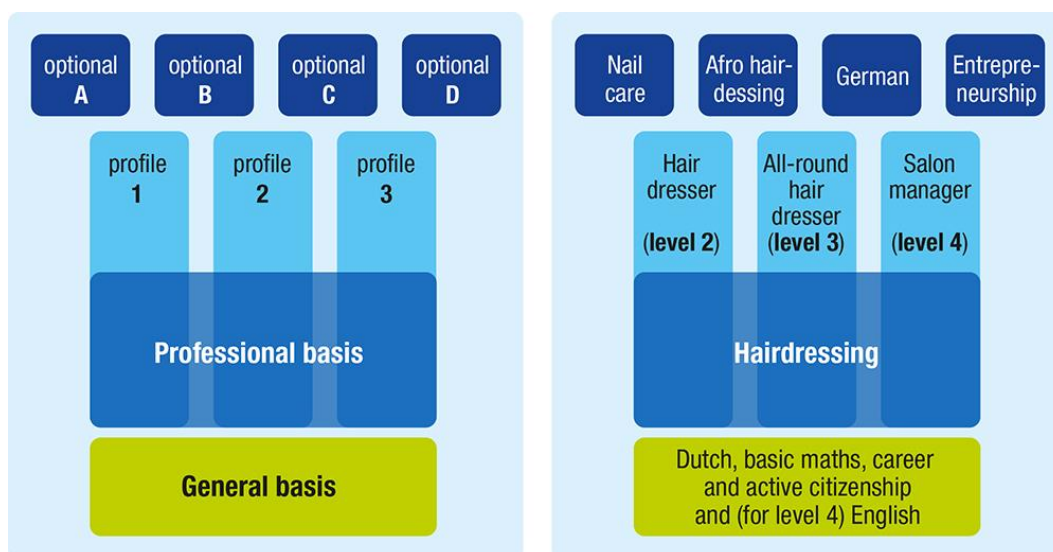 optional
A
optional
B
optional
C
optional
D
profile
1
profile
2
profile
3
Professional basis
General basis
Nail
care
Afro hair-
dessing
German
Entrepre-
neurship
Hair
dresser
(level 2)
All-round
hair
dresser
(level 3)
Salon
manager
(level 4)
Hairdressing
Dutch, basic maths, career
and active citizenship
and (for level 4) English